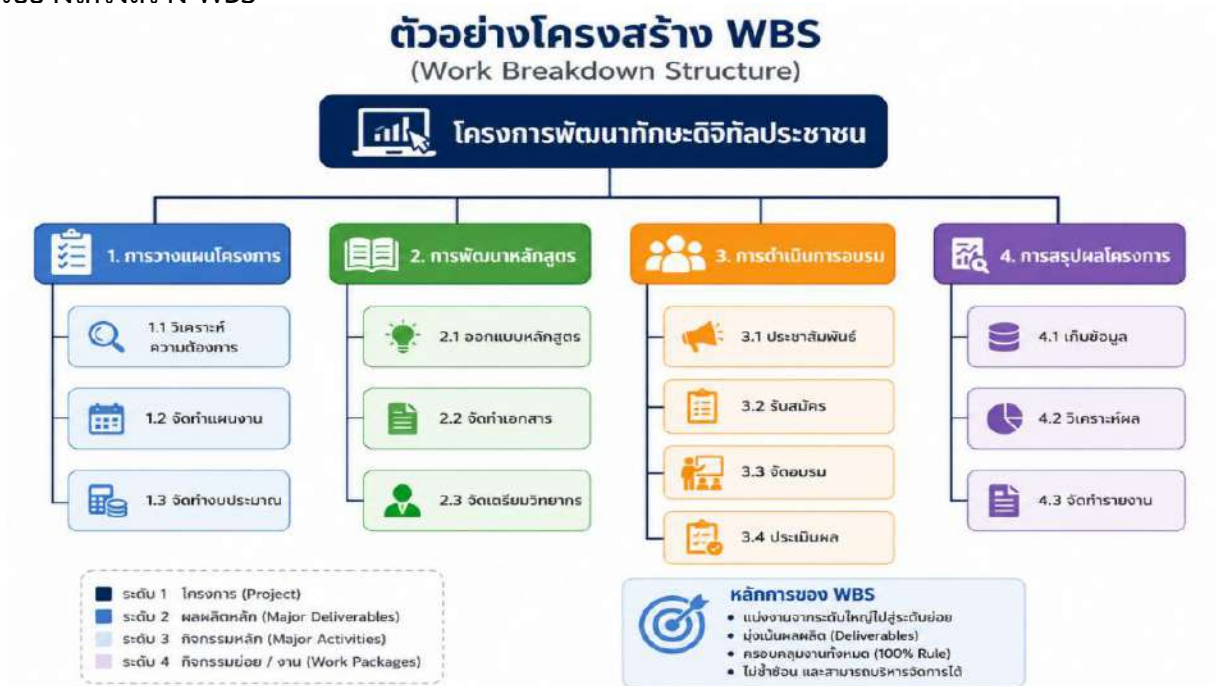 ตัวอย่างโครงสร้าง WBS
(Work Breakdown Structure)
โครงการพัฒนาทักษะดิจิทัลประชาชน
1. การวางแผนโครงการ
1.1 วิเคราะห์
ความต้องการ
1.2 จัดทำแผนงาน
1.3 จัดทำงบประมาณ
2. การพัฒนาหลักสูตร
2.1 ออกแบบหลักสูตร
2.2 จัดทำเอกสาร
2.3 จัดเตรียมวิทยากร
3. การดำเนินการอบรม
3.1 ประชาสัมพันธ์
3.2 รับสมัคร
3.3 จัดอบรม
3.4 ประเมินผล
4. การสรุปผลโครงการ
4.1 เก็บข้อมูล
4.2 วิเคราะห์ผล
4.3 จัดทำรายงาน
ระดับ 1 โครงการ (Project)
ระดับ 2 ผลผลิตหลัก (Major Deliverables)
ระดับ 3 กิจกรรมหลัก (Major Activities)
ระดับ 4 กิจกรรมย่อย / งาน (Work Packages)
หลักการของ WBS
• แบ่งงานจากระดับใหญ่ไปสู่ระดับย่อย
• มุ่งเน้นผลผลิต (Deliverables)
• ครอบคลุมงานทั้งหมด (100% Rule)
• ไม่ซ้ำซ้อน และสามารถบริหารจัดการได้